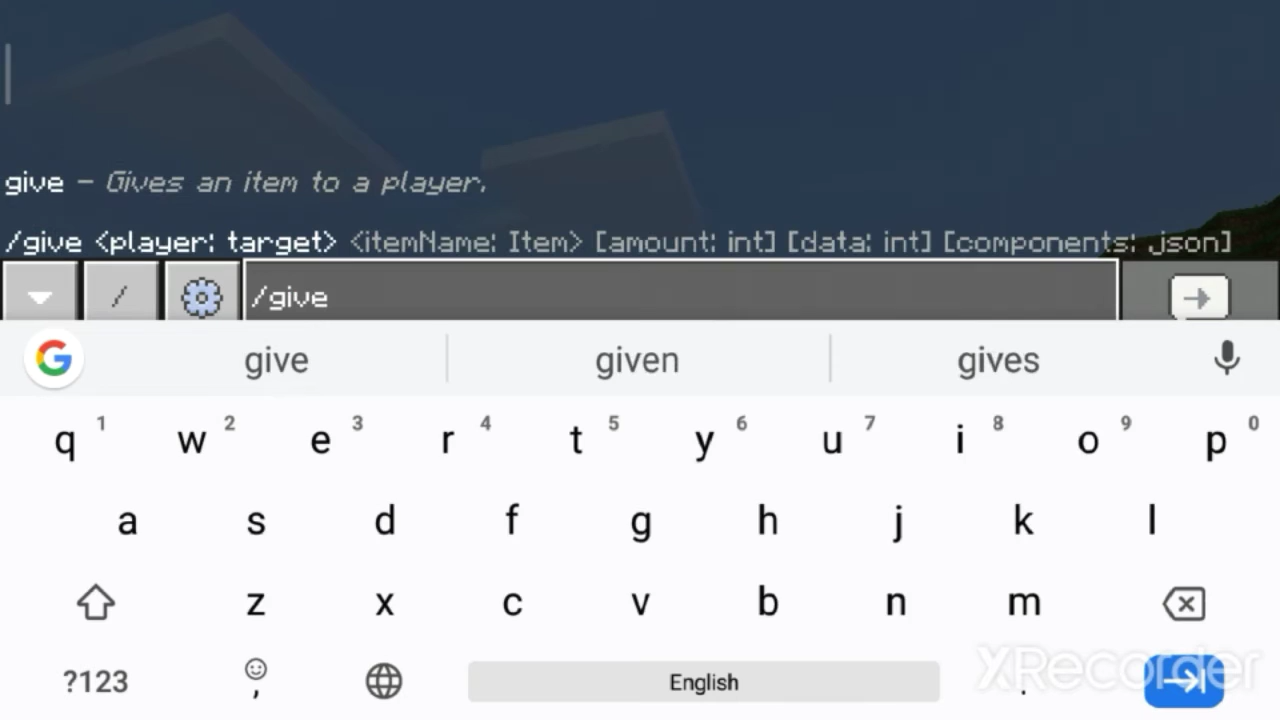 give – Gives an item to a player.
/give <player: target> <itemName: Item> [amount: int] [data: int] [components: json]
/ /give
G give given gives
q 1 w 2 e 3 r 4 t 5 y 6 u 7 i 8 o 9 p 0
a s d f g h j k l
z x c v b n m
?123 , English .
XRecorder